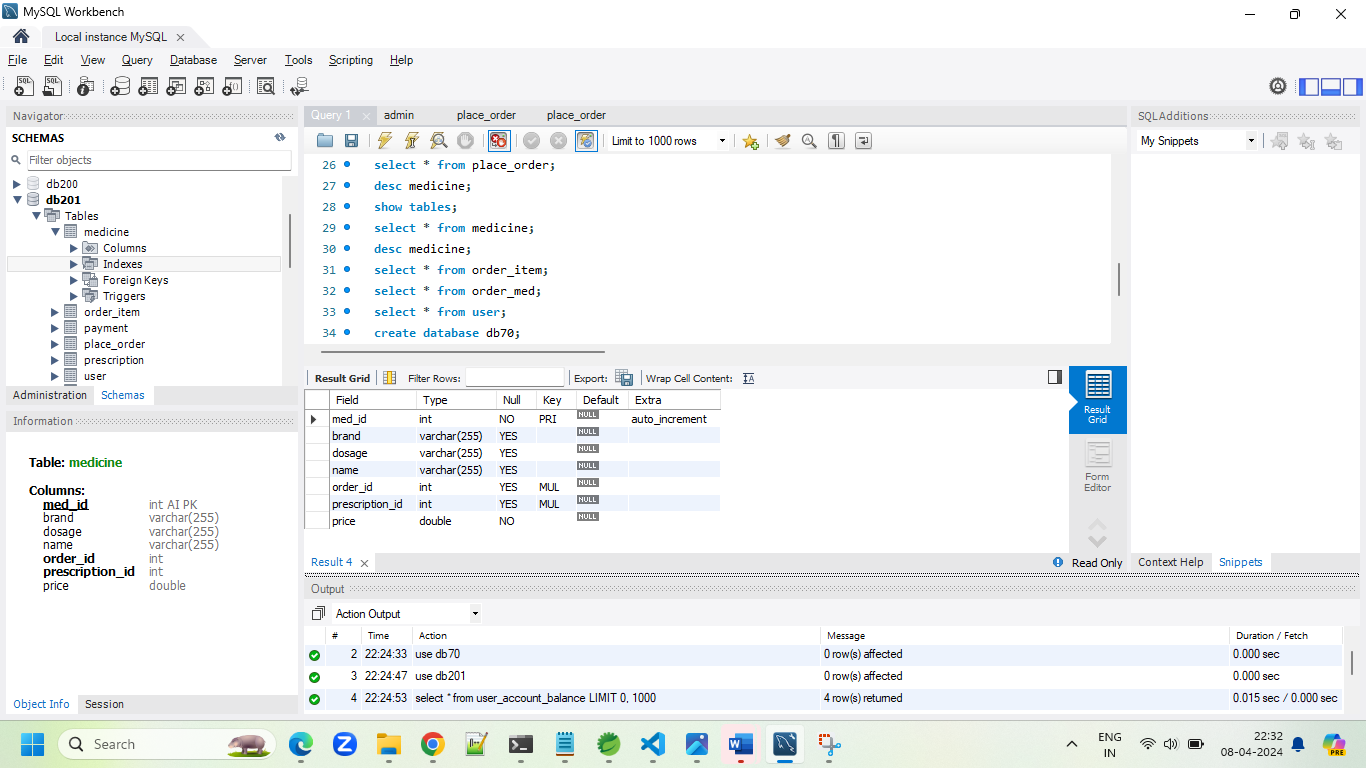 MySQL Workbench
Local instance MySQL
File Edit View Query Database Server Tools Scripting Help
Navigator
SCHEMAS
Filter objects
db200
db201
Tables
medicine
Columns
Indexes
Foreign Keys
Triggers
order_item
payment
place_order
prescription
user
Administration Schemas
Information
Table: medicine
Columns:
med_id int AI PK
brand varchar(255)
dosage varchar(255)
name varchar(255)
order_id int
prescription_id int
price double
Object Info Session
Query 1 admin place_order place_order
Limit to 1000 rows
26 select * from place_order;
27 desc medicine;
28 show tables;
29 select * from medicine;
30 desc medicine;
31 select * from order_item;
32 select * from order_med;
33 select * from user;
34 create database db70;
Result Grid Filter Rows: Export: Wrap Cell Content:
Field Type Null Key Default Extra
med_id int NO PRI NULL auto_increment
brand varchar(255) YES NULL
dosage varchar(255) YES NULL
name varchar(255) YES NULL
order_id int YES MUL NULL
prescription_id int YES MUL NULL
price double NO NULL
Result Grid
Form Editor
Result 4 Read Only
SQLAdditions
My Snippets
Context Help Snippets
Output
Action Output
# Time Action Message Duration / Fetch
2 22:24:33 use db70 0 row(s) affected 0.000 sec
3 22:24:47 use db201 0 row(s) affected 0.000 sec
4 22:24:53 select * from user_account_balance LIMIT 0, 1000 4 row(s) returned 0.015 sec / 0.000 sec
Search
ENG
IN
22:32
08-04-2024
PRE